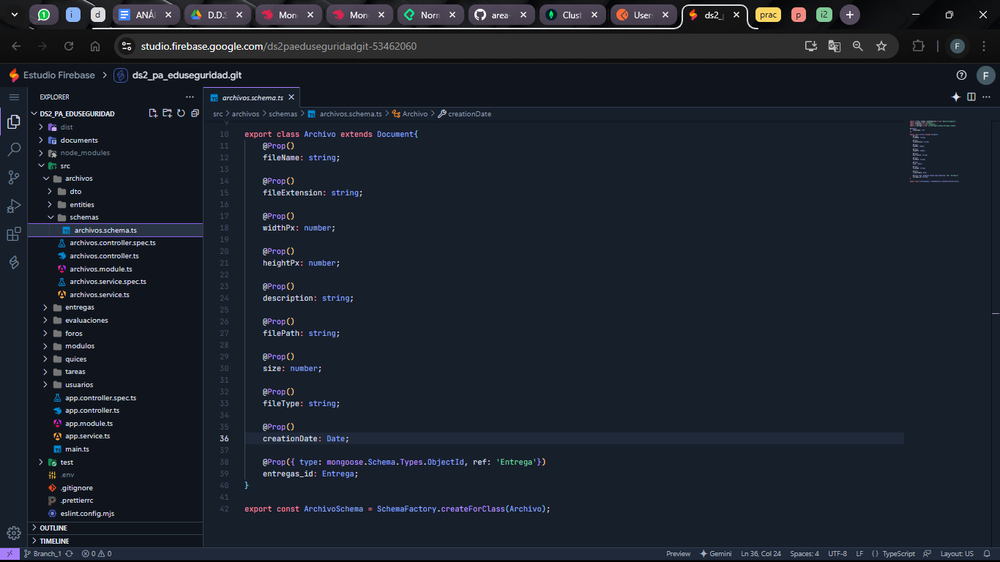 1
i
d
ANÁL
D.D.S
Mong
Mong
Norm
area-
Clust
Users
ds2_p
prac
p
i2
studio.firebase.google.com/ds2paeduseguridadgit-53462060
F
Estudio Firebase
ds2_pa_eduseguridad.git
F
EXPLORER
DS2_PA_EDUSEGURIDAD
dist
documents
node_modules
src
archivos
dto
entities
schemas
archivos.schema.ts
archivos.controller.spec.ts
archivos.controller.ts
archivos.module.ts
archivos.service.spec.ts
archivos.service.ts
entregas
evaluaciones
foros
modulos
quices
tareas
usuarios
app.controller.spec.ts
app.controller.ts
app.module.ts
app.service.ts
main.ts
test
.env
.gitignore
.prettierrc
eslint.config.mjs
OUTLINE
TIMELINE
archivos.schema.ts
src > archivos > schemas > archivos.schema.ts > Archivo > creationDate
9
10 export class Archivo extends Document{
11 @Prop()
12 fileName: string;
13
14 @Prop()
15 fileExtension: string;
16
17 @Prop()
18 widthPx: number;
19
20 @Prop()
21 heightPx: number;
22
23 @Prop()
24 description: string;
25
26 @Prop()
27 filePath: string;
28
29 @Prop()
30 size: number;
31
32 @Prop()
33 fileType: string;
34
35 @Prop()
36 creationDate: Date;
37
38 @Prop({ type: mongoose.Schema.Types.ObjectId, ref: 'Entrega'})
39 entregas_id: Entrega;
40 }
41
42 export const ArchivoSchema = SchemaFactory.createForClass(Archivo);
Branch_1 0 0 Preview Gemini Ln 36, Col 24 Spaces: 4 UTF-8 LF {} TypeScript Layout: US